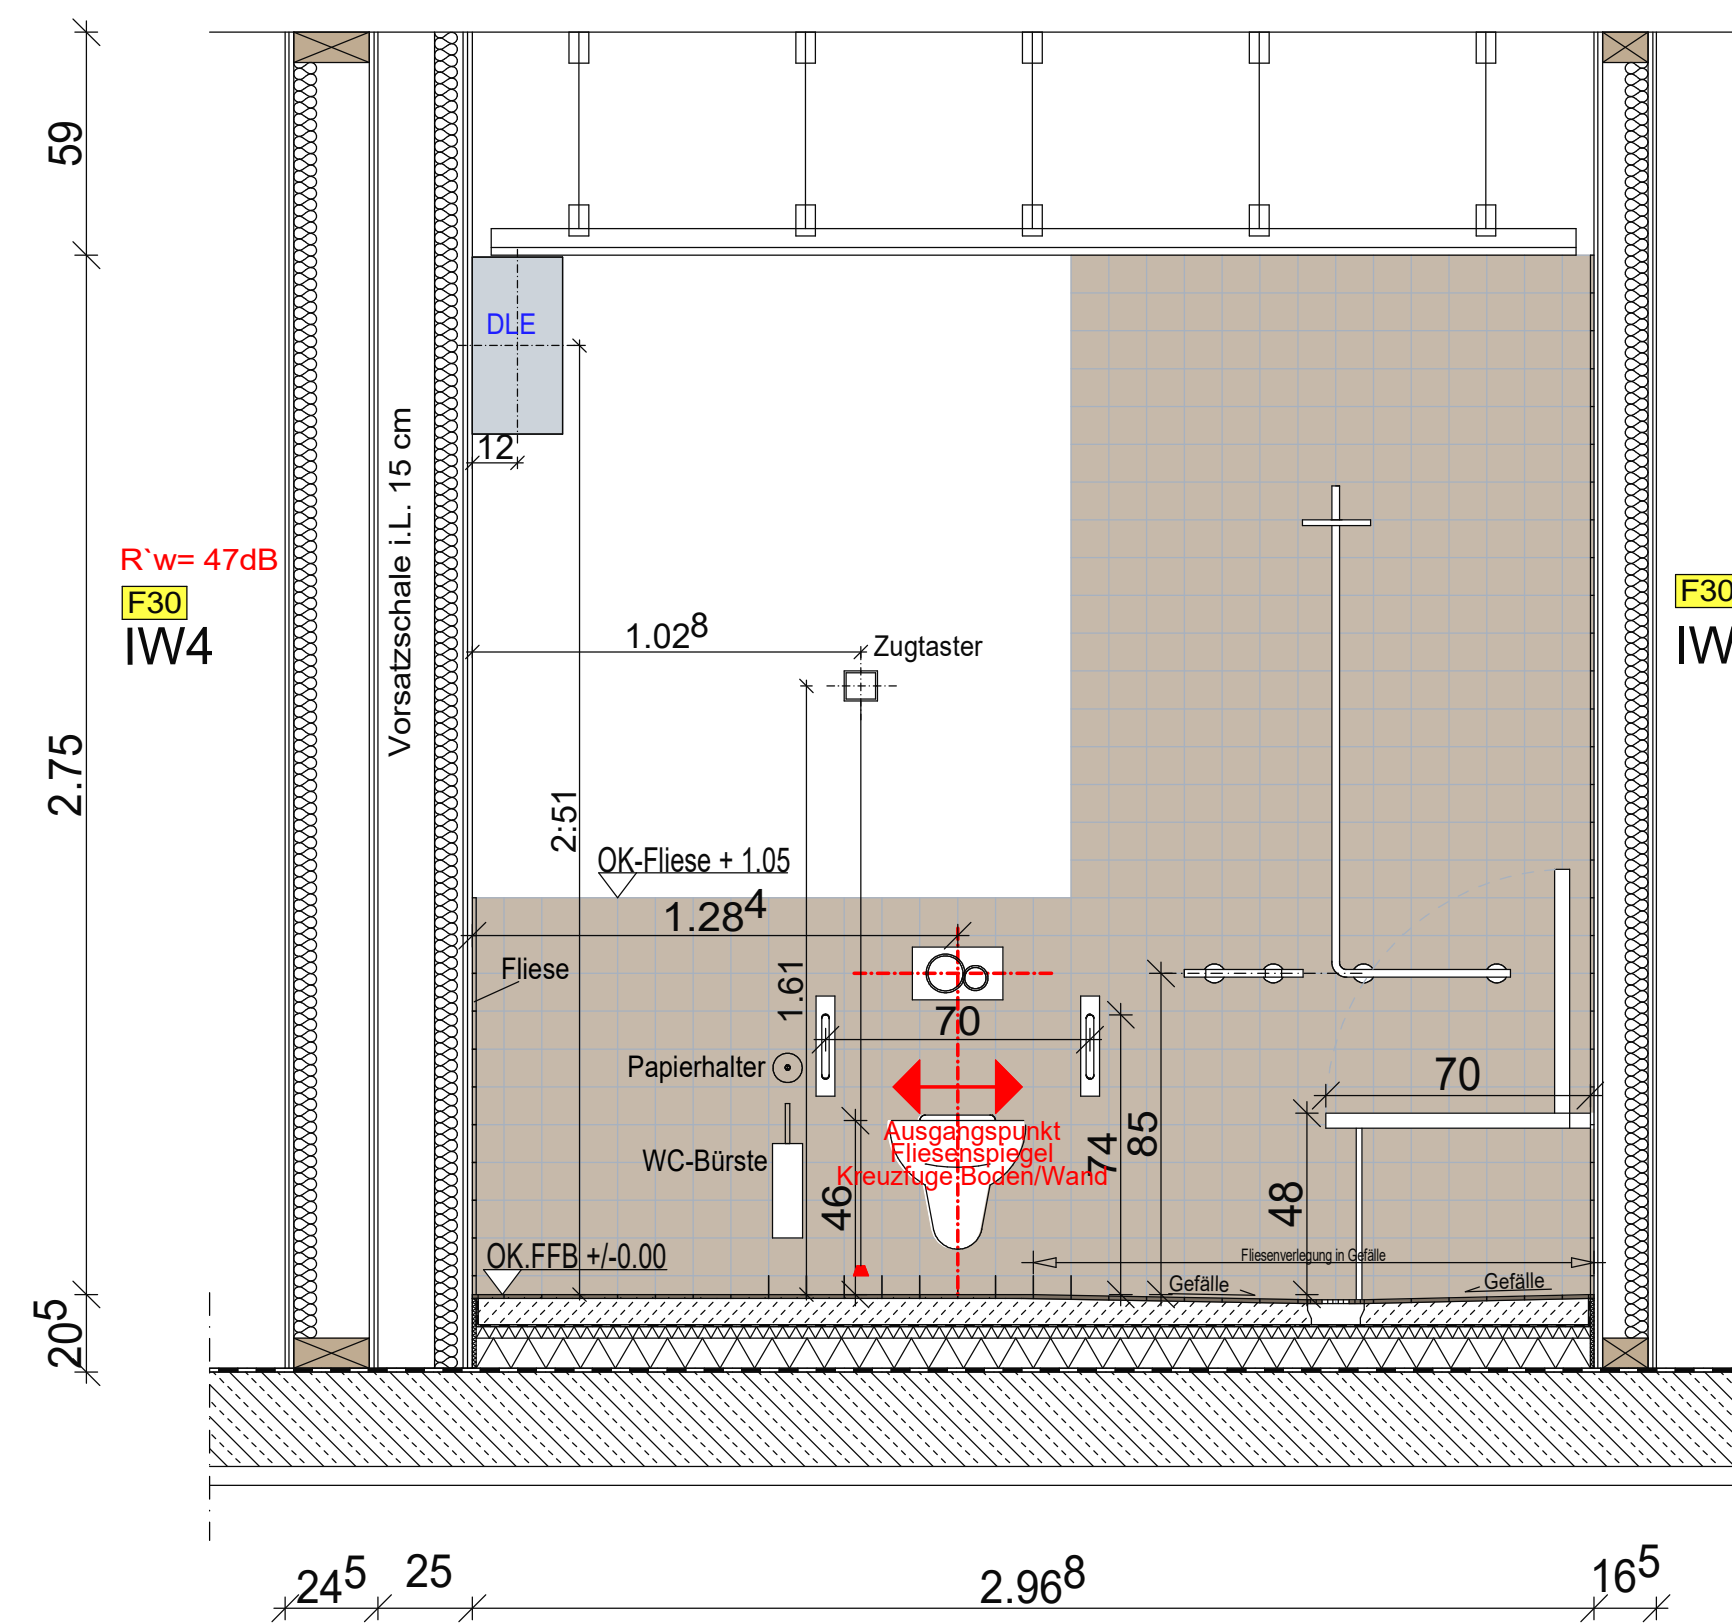 59
DLE
12
Vorsatzschale i.L. 15 cm
R`w= 47dB
F30
IW4
F30
IW
1.02⁸
Zugtaster
2.75
2:51
OK-Fliese + 1.05
1.28⁴
Fliese
1.61
70
Papierhalter
70
Ausgangspunkt
Fliesenspiegel
Kreuzfuge Boden/Wand
WC-Bürste
74
85
46
48
OK.FFB +/-0.00
Fliesenverlegung in Gefälle
Gefälle
Gefälle
20⁵
24⁵
25
2.96⁸
16⁵